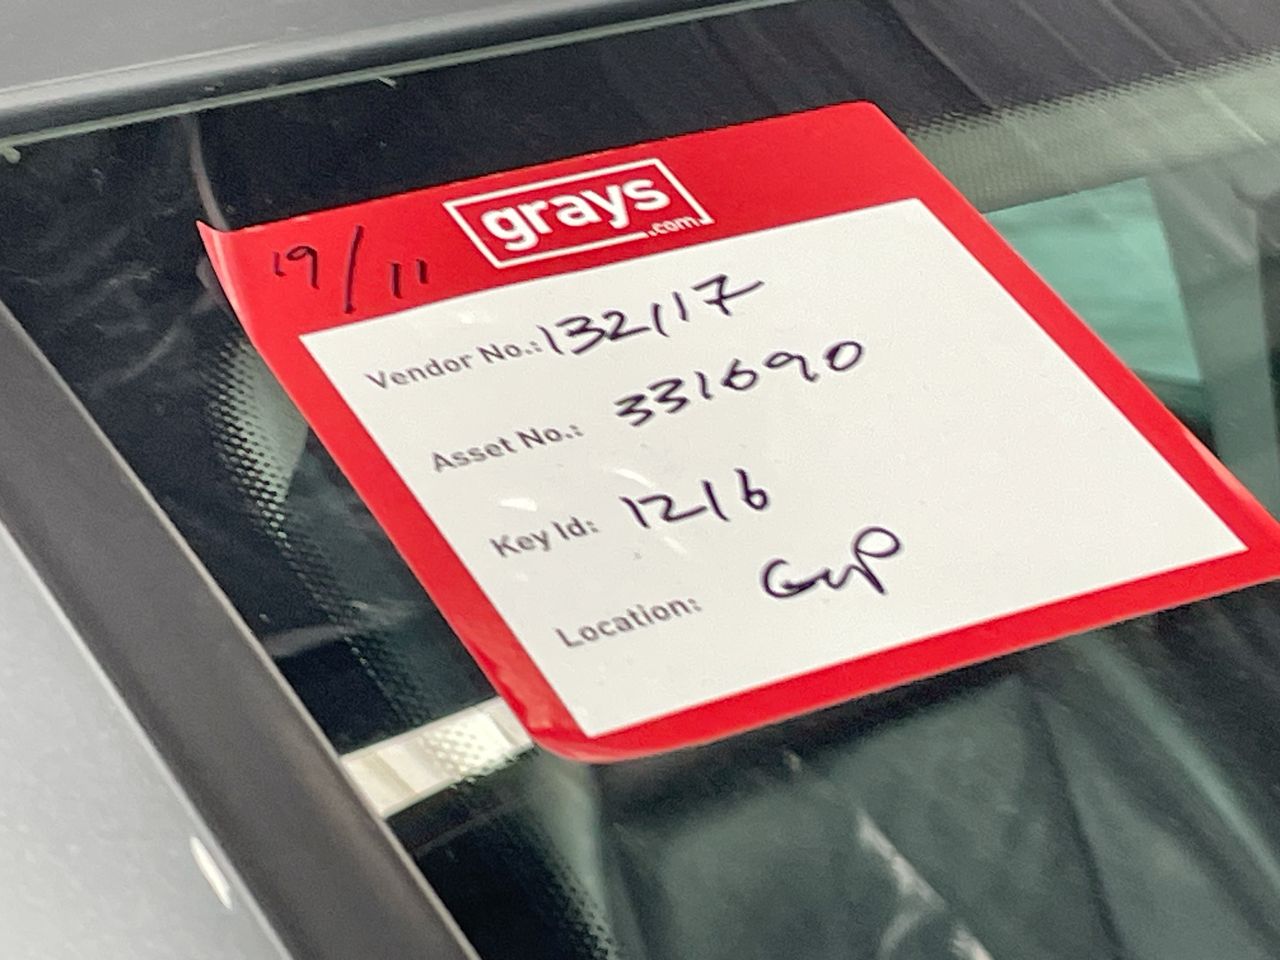 grays
.com
19/11
Vendor No.: 132117
Asset No.: 331690
Key Id: 1216
Location: GuP